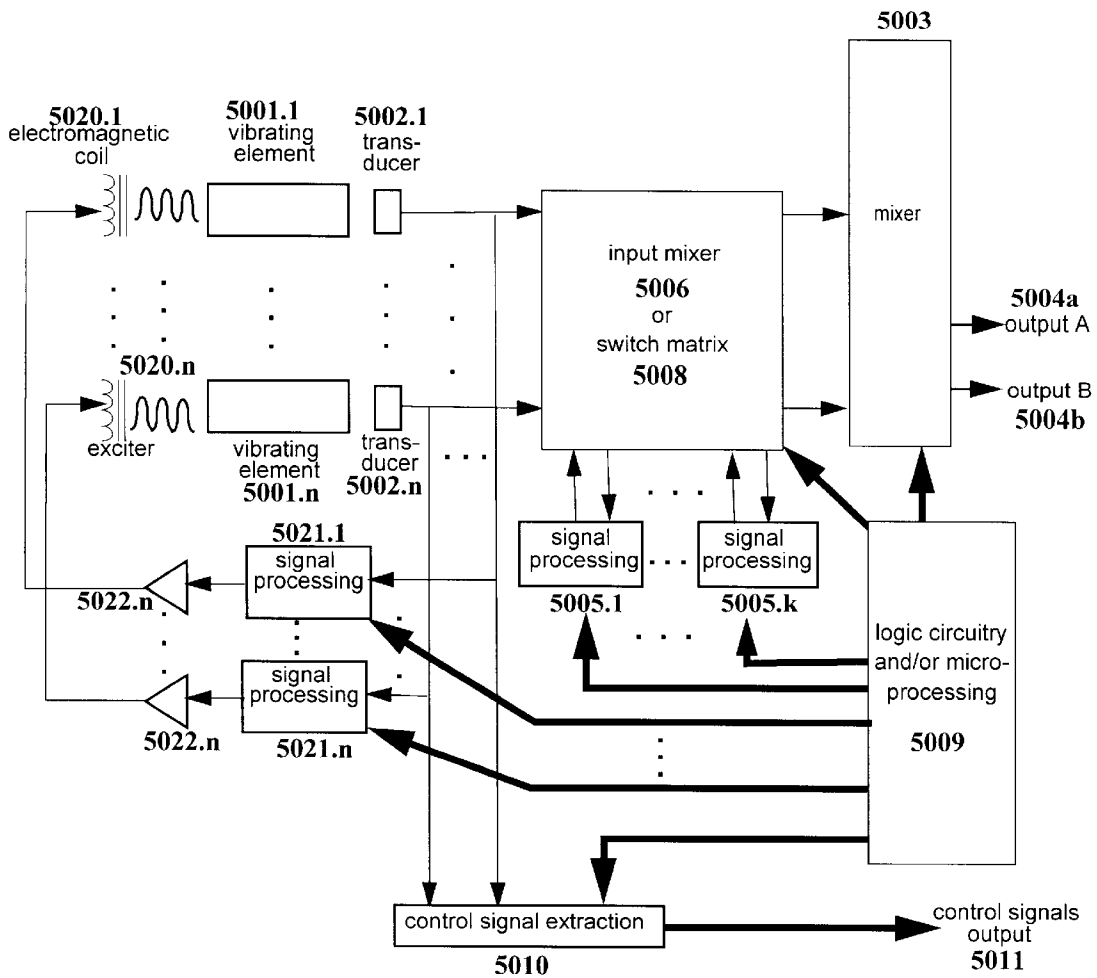 5003
5020.1
electromagnetic
coil
5001.1
vibrating
element
5002.1
trans-
ducer
mixer
input mixer
5006
or
switch matrix
5008
5004a
output A
output B
5004b
5020.n
exciter
vibrating
element
5001.n
trans-
ducer
5002.n
5021.1
signal
processing
signal
processing
signal
processing
5005.1
5005.k
5022.n
logic circuitry
and/or micro-
processing
5009
signal
processing
5022.n
5021.n
control signal extraction
5010
control signals
output
5011